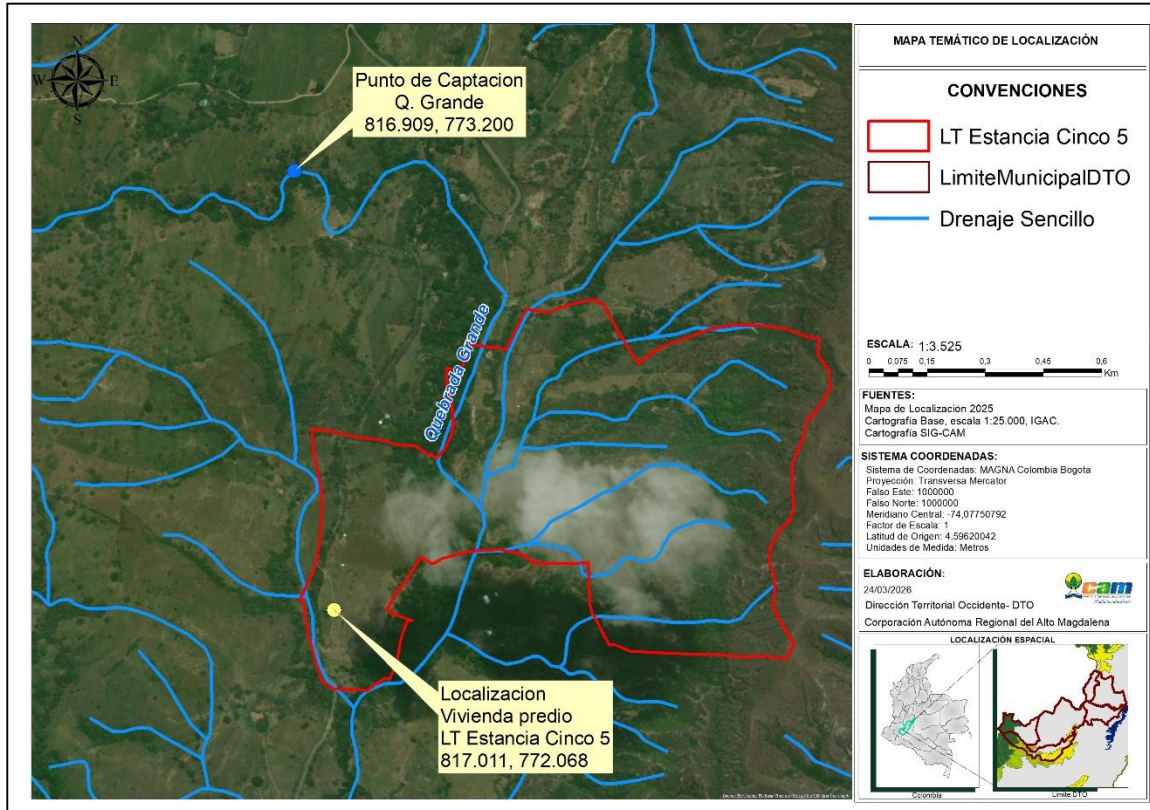 N
W
E
S
Punto de Captacion
Q. Grande
816.909, 773.200
Quebrada Grande
Localizacion
Vivienda predio
LT Estancia Cinco 5
817.011, 772.068
MAPA TEMÁTICO DE LOCALIZACIÓN
CONVENCIONES
LT Estancia Cinco 5
LimiteMunicipalDTO
Drenaje Sencillo
ESCALA: 1:3.525
0 0,075 0,15 0,3 0,45 0,6
Km
FUENTES:
Mapa de Localización 2025
Cartografía Base, escala 1:25.000, IGAC.
Cartografía SIG-CAM
SISTEMA COORDENADAS:
Sistema de Coordenadas: MAGNA Colombia Bogota
Proyección: Transversa Mercator
Falso Este: 1000000
Falso Norte: 1000000
Meridiano Central: -74,07750792
Factor de Escala: 1
Latitud de Origen: 4,59620042
Unidades de Medida: Metros
ELABORACIÓN:
24/03/2026
Dirección Territorial Occidente- DTO
Corporación Autónoma Regional del Alto Magdalena
cam
LOCALIZACIÓN ESPACIAL
Colombia
Limite DTO